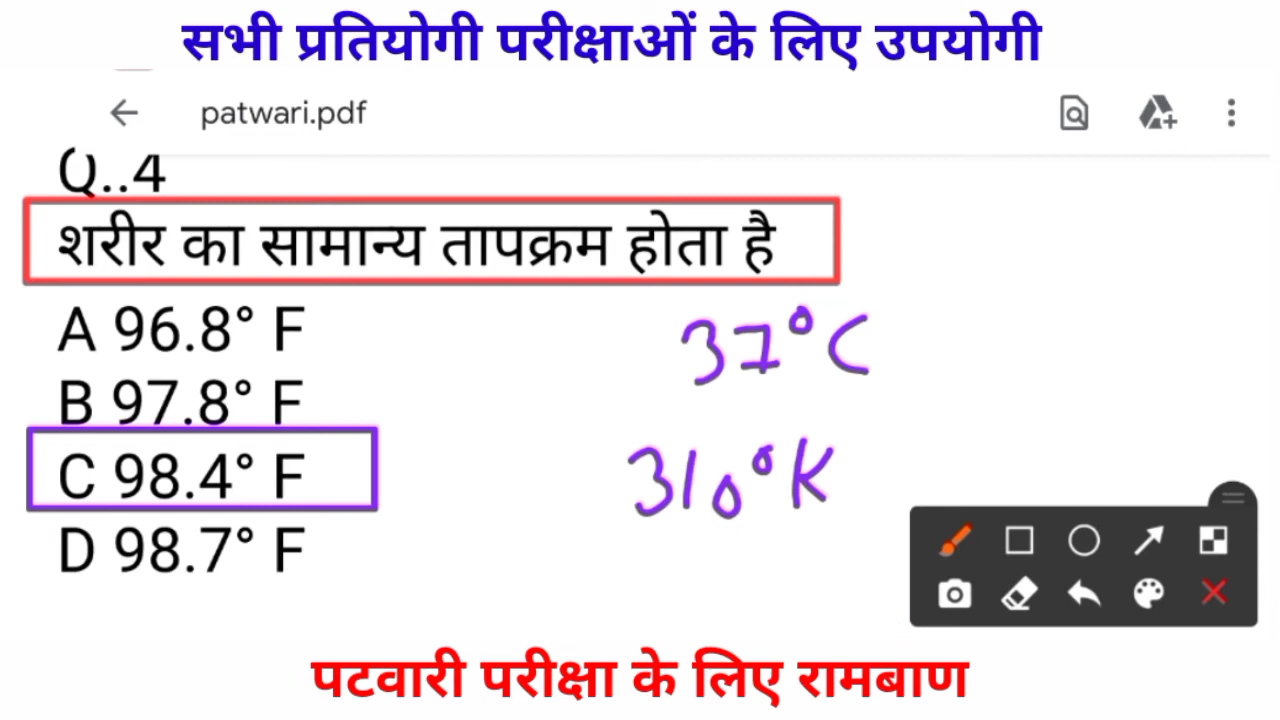 सभी प्रतियोगी परीक्षाओं के लिए उपयोगी
patwari.pdf
Q..4
शरीर का सामान्य तापक्रम होता है
A 96.8° F
37°C
B 97.8° F
C 98.4° F
310°K
D 98.7° F
पटवारी परीक्षा के लिए रामबाण